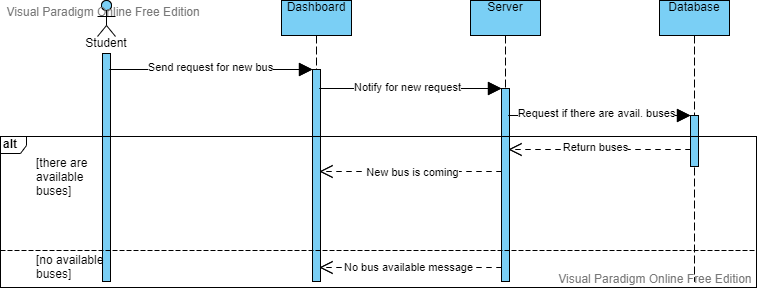 Visual Paradigm Online Free Edition
Dashboard
Server
Database
Student
Send request for new bus
Notify for new request
Request if there are avail. buses
alt
Return buses
[there are
available
buses]
New bus is coming
[no available
buses]
No bus available message
Visual Paradigm Online Free Edition